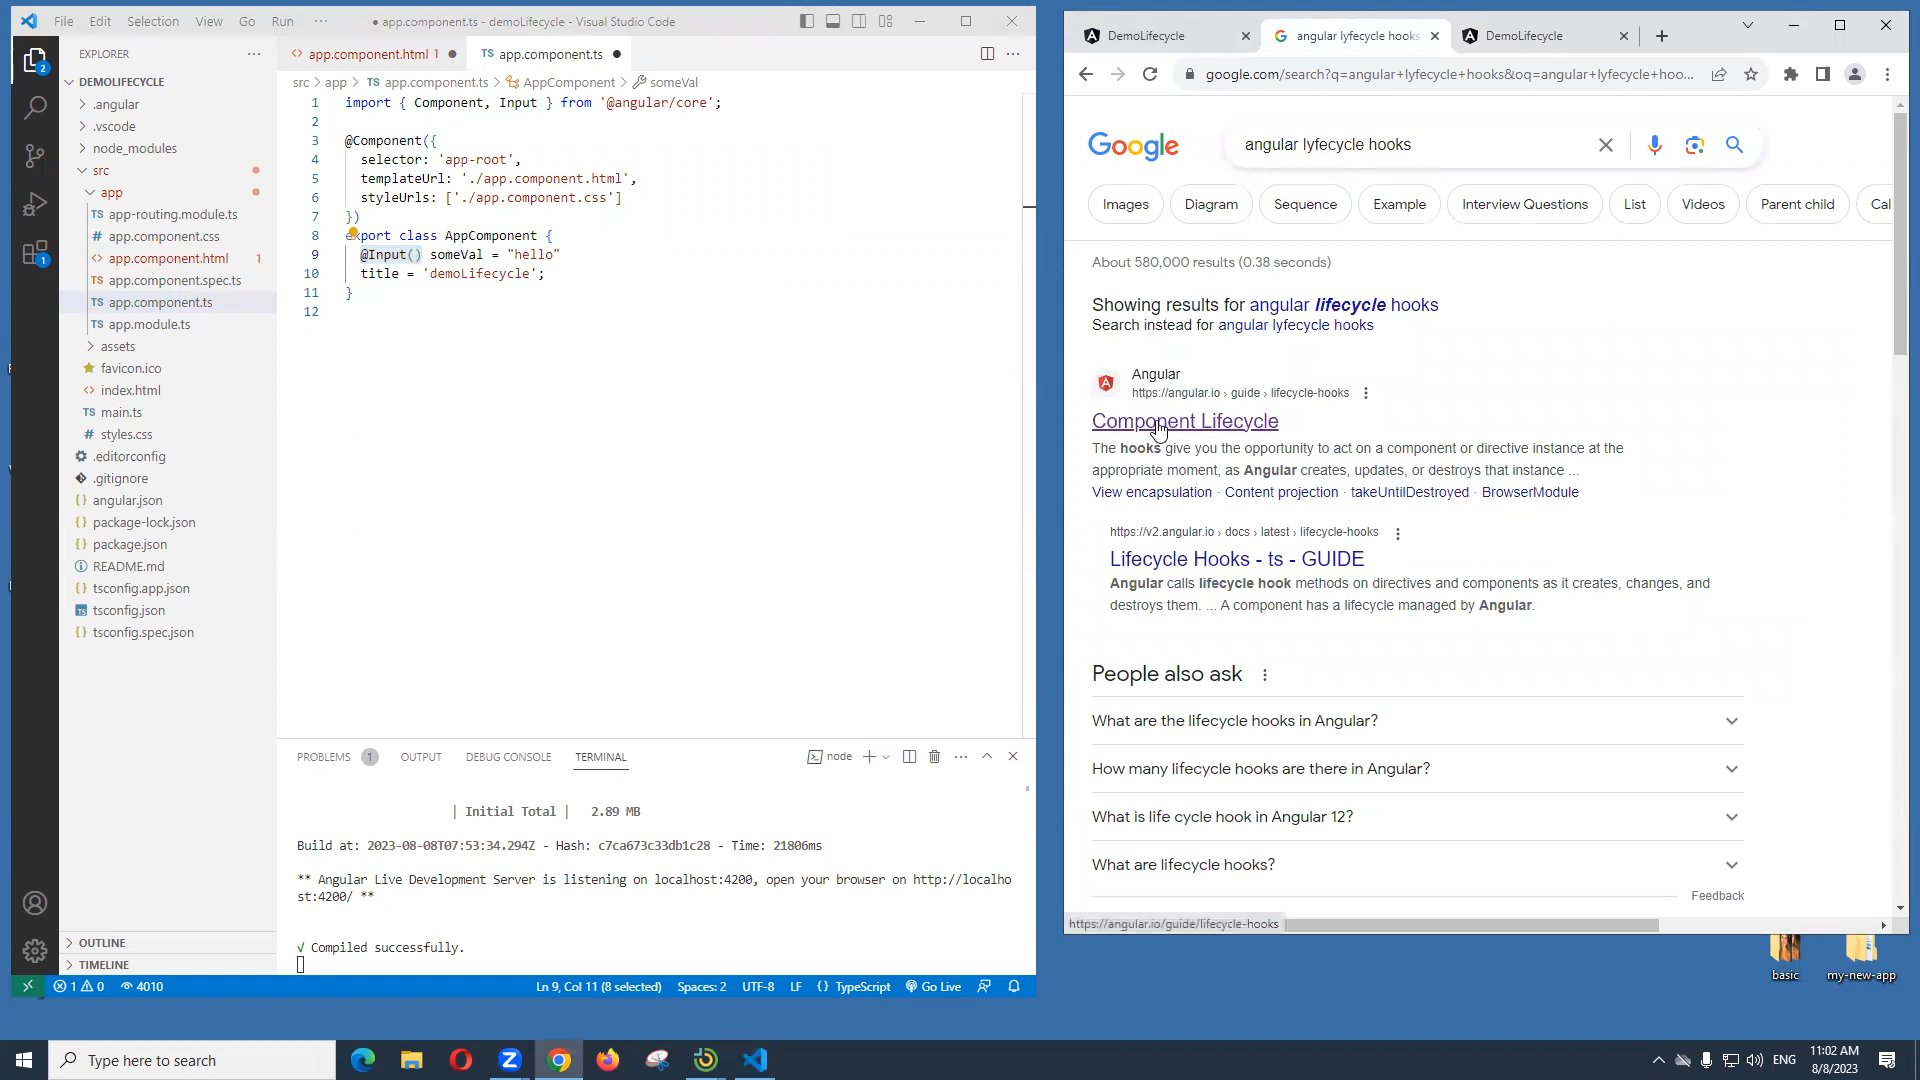 File Edit Selection View Go Run ··· ● app.component.ts - demoLifecycle - Visual Studio Code
EXPLORER ···
DEMOLIFECYCLE
.angular
.vscode
node_modules
src
app
TS app-routing.module.ts
# app.component.css
<> app.component.html 1
TS app.component.spec.ts
TS app.component.ts
TS app.module.ts
assets
favicon.ico
<> index.html
TS main.ts
# styles.css
.editorconfig
.gitignore
{} angular.json
{} package-lock.json
{} package.json
README.md
{} tsconfig.app.json
TS tsconfig.json
{} tsconfig.spec.json
OUTLINE
TIMELINE
2
1
<> app.component.html 1 ● TS app.component.ts ●
src > app > TS app.component.ts > AppComponent > someVal
1 import { Component, Input } from '@angular/core';
2
3 @Component({
4 selector: 'app-root',
5 templateUrl: './app.component.html',
6 styleUrls: ['./app.component.css']
7 })
8 export class AppComponent {
9 @Input() someVal = "hello"
10 title = 'demoLifecycle';
11 }
12
PROBLEMS 1 OUTPUT DEBUG CONSOLE TERMINAL node
| Initial Total | 2.89 MB
Build at: 2023-08-08T07:53:34.294Z - Hash: c7ca673c33db1c28 - Time: 21806ms
** Angular Live Development Server is listening on localhost:4200, open your browser on http://localho
st:4200/ **
√ Compiled successfully.
1 0 4010 Ln 9, Col 11 (8 selected) Spaces: 2 UTF-8 LF {} TypeScript Go Live
DemoLifecycle angular lyfecycle hooks DemoLifecycle
google.com/search?q=angular+lyfecycle+hooks&oq=angular+lyfecycle+hoo...
Google angular lyfecycle hooks
Images Diagram Sequence Example Interview Questions List Videos Parent child Cal
About 580,000 results (0.38 seconds)
Showing results for angular lifecycle hooks
Search instead for angular lyfecycle hooks
Angular
https://angular.io › guide › lifecycle-hooks
Component Lifecycle
The hooks give you the opportunity to act on a component or directive instance at the
appropriate moment, as Angular creates, updates, or destroys that instance ...
View encapsulation · Content projection · takeUntilDestroyed · BrowserModule
https://v2.angular.io › docs › latest › lifecycle-hooks
Lifecycle Hooks - ts - GUIDE
Angular calls lifecycle hook methods on directives and components as it creates, changes, and
destroys them. ... A component has a lifecycle managed by Angular.
People also ask
What are the lifecycle hooks in Angular?
How many lifecycle hooks are there in Angular?
What is life cycle hook in Angular 12?
What are lifecycle hooks?
Feedback
https://angular.io/guide/lifecycle-hooks
basic my-new-app
Type here to search
ENG 11:02 AM
8/8/2023